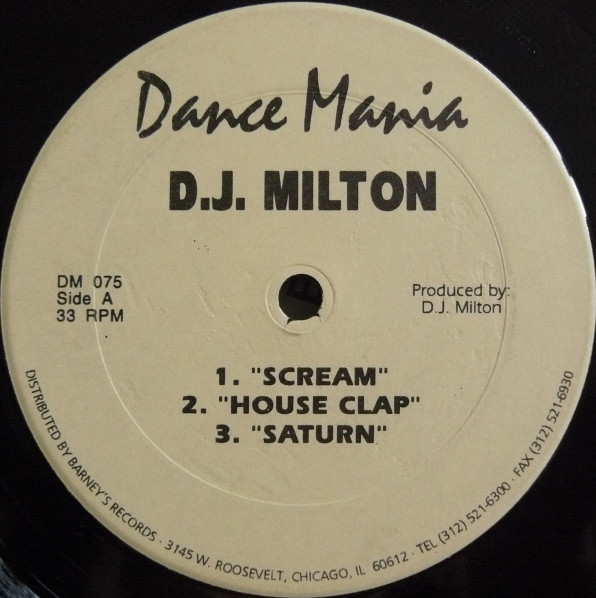 Dance Mania
D.J. MILTON
DM 075
Side A
33 RPM
Produced by:
D.J. Milton
1. "SCREAM"
2. "HOUSE CLAP"
3. "SATURN"
DISTRIBUTED BY BARNEY'S RECORDS · 3145 W. ROOSEVELT, CHICAGO, IL 60612 · TEL (312) 521-6300 · FAX (312) 521-6930